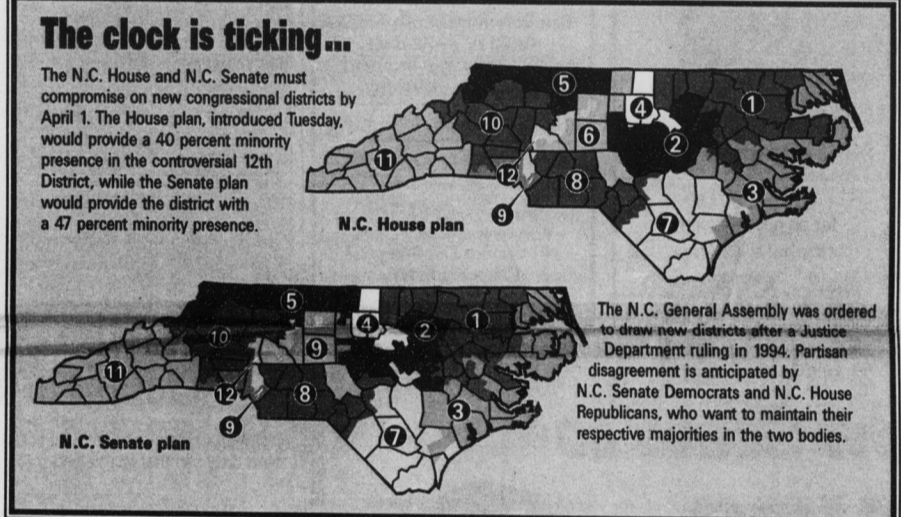 The clock is ticking...
The N.C. House and N.C. Senate must
compromise on new congressional districts by
April 1. The House plan, introduced Tuesday,
would provide a 40 percent minority
presence in the controversial 12th
District, while the Senate plan
would provide the district with
a 47 percent minority presence.
5
4
1
10
6
2
11
12
8
3
9
7
N.C. House plan
5
4
2
1
10
9
11
12
8
3
9
7
N.C. Senate plan
The N.C. General Assembly was ordered
to draw new districts after a Justice
Department ruling in 1994. Partisan
disagreement is anticipated by
N.C. Senate Democrats and N.C. House
Republicans, who want to maintain their
respective majorities in the two bodies.